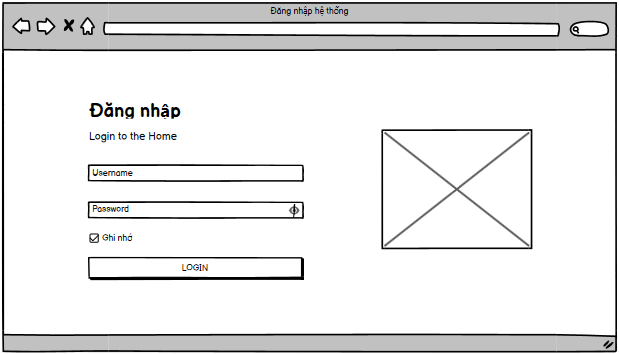 Đăng nhập hệ thống
Đăng nhập
Login to the Home
Username
Password
Ghi nhớ
LOGIN